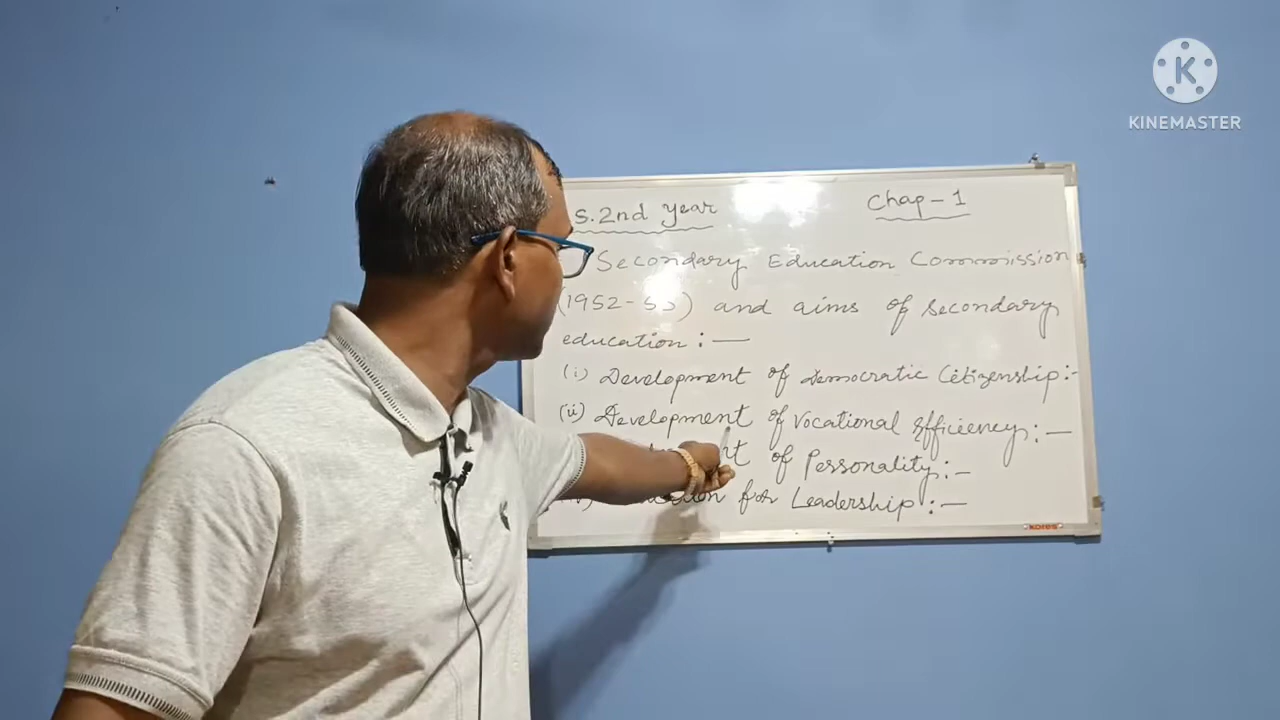 KINEMASTER
S. 2nd year
Chap - 1
Secondary Education Commission
(1952-53) and aims of secondary
education : —
(i) Development of democratic Citizenship:-
(ii) Development of Vocational efficiency : —
of Personality : -
for Leadership : —
kores